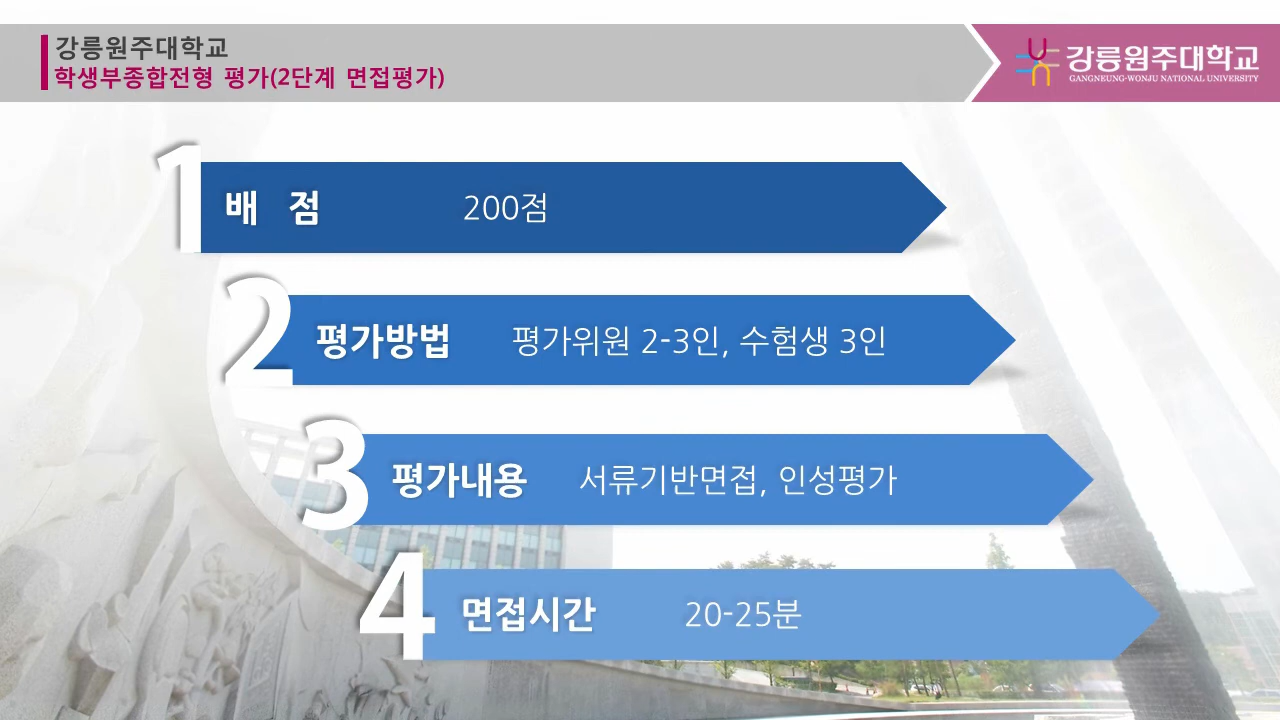 강릉원주대학교
학생부종합전형 평가(2단계 면접평가)
강릉원주대학교
GANGNEUNG-WONJU NATIONAL UNIVERSITY
1 배 점 200점
2 평가방법 평가위원 2-3인, 수험생 3인
3 평가내용 서류기반면접, 인성평가
4 면접시간 20-25분